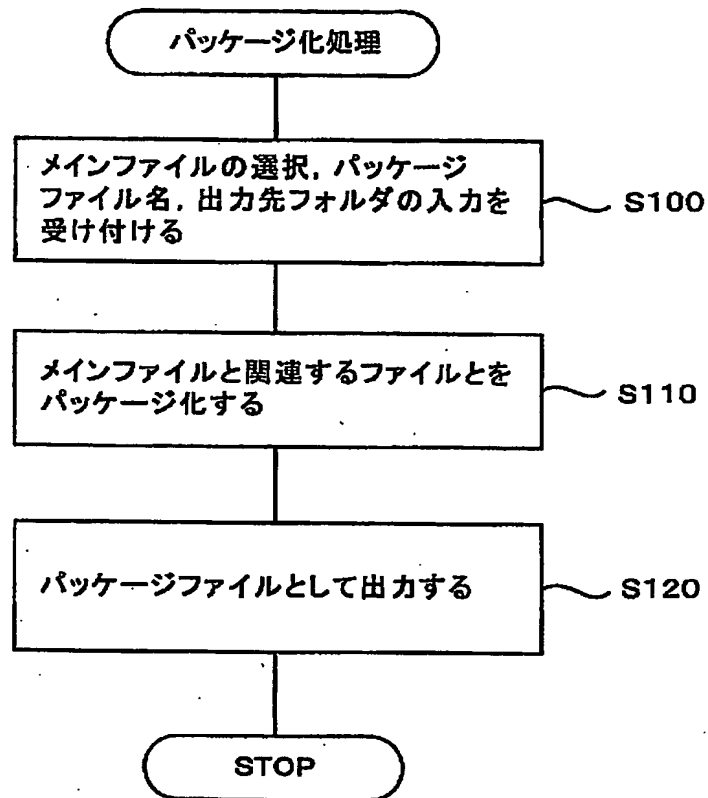 パッケージ化処理
メインファイルの選択, パッケージ
ファイル名, 出力先フォルダの入力を
受け付ける
S100
メインファイルと関連するファイルとを
パッケージ化する
S110
パッケージファイルとして出力する
S120
STOP